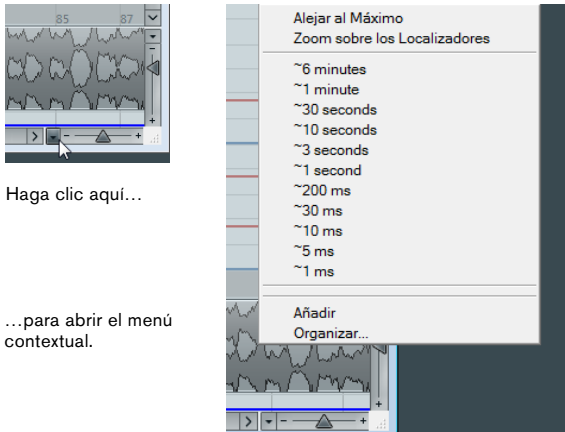 85 87
Haga clic aquí…
…para abrir el menú
contextual.
Alejar al Máximo
Zoom sobre los Localizadores
~6 minutes
~1 minute
~30 seconds
~10 seconds
~3 seconds
~1 second
~200 ms
~30 ms
~10 ms
~5 ms
~1 ms
Añadir
Organizar...